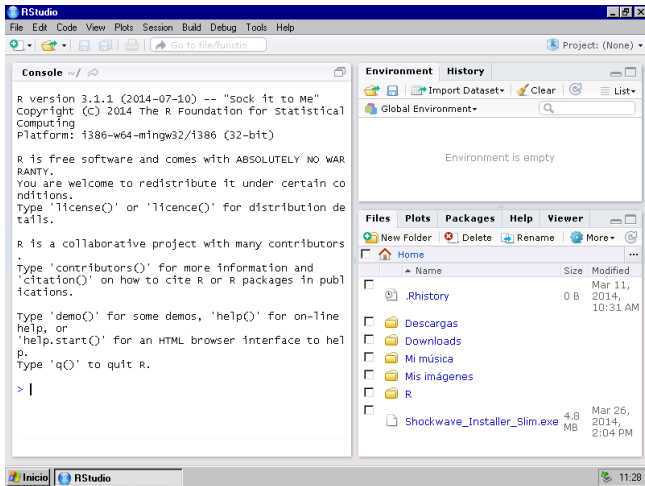 RStudio
File Edit Code View Plots Session Build Debug Tools Help
Go to file/functio
Project: (None)
Console ~/
R version 3.1.1 (2014-07-10) -- "Sock it to Me"
Copyright (C) 2014 The R Foundation for Statistical
Computing
Platform: i386-w64-mingw32/i386 (32-bit)
R is free software and comes with ABSOLUTELY NO WAR
RANTY.
You are welcome to redistribute it under certain co
nditions.
Type 'license()' or 'licence()' for distribution de
tails.
R is a collaborative project with many contributors
.
Type 'contributors()' for more information and
'citation()' on how to cite R or R packages in publ
ications.
Type 'demo()' for some demos, 'help()' for on-line
help, or
'help.start()' for an HTML browser interface to hel
p.
Type 'q()' to quit R.
>
Environment History
Import Dataset Clear List
Global Environment
Environment is empty
Files Plots Packages Help Viewer
New Folder Delete Rename More
Home ...
Name Size Modified
.Rhistory 0 B Mar 11, 2014, 10:31 AM
Descargas
Downloads
Mi música
Mis imágenes
R
Shockwave_Installer_Slim.exe 4.8 MB Mar 26, 2014, 2:04 PM
Inicio RStudio 11:28